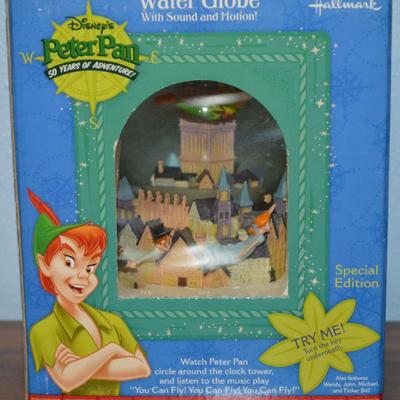 Water Globe
With Sound and Motion!
Hallmark
Disney's
Peter Pan
50 YEARS OF ADVENTURE!
W
E
S
Special
Edition
TRY ME!
Turn the key
underneath!
Watch Peter Pan
circle around the clock tower,
and listen to the music play
"You Can Fly! You Can Fly! You Can Fly!"
Also features
Wendy, John, Michael,
and Tinker Bell